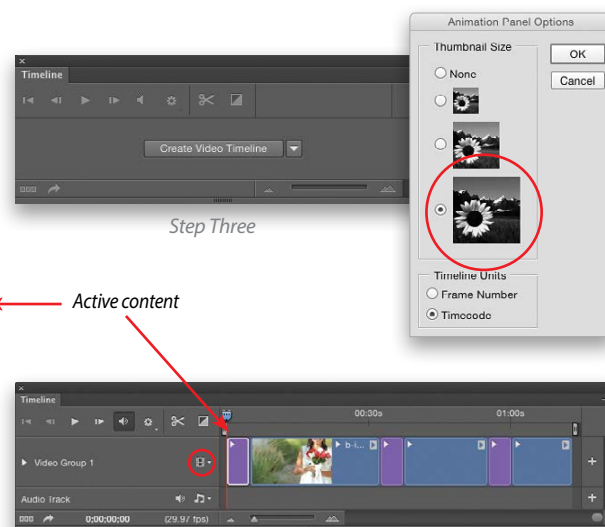 Animation Panel Options
Thumbnail Size
None
OK
Cancel
Timeline Units
Frame Number
Timecode
Timeline
Create Video Timeline
Step Three
Active content
Timeline
00:30s
01:00s
Video Group 1
b-i...
Audio Track
0;00;00;00
(29.97 fps)